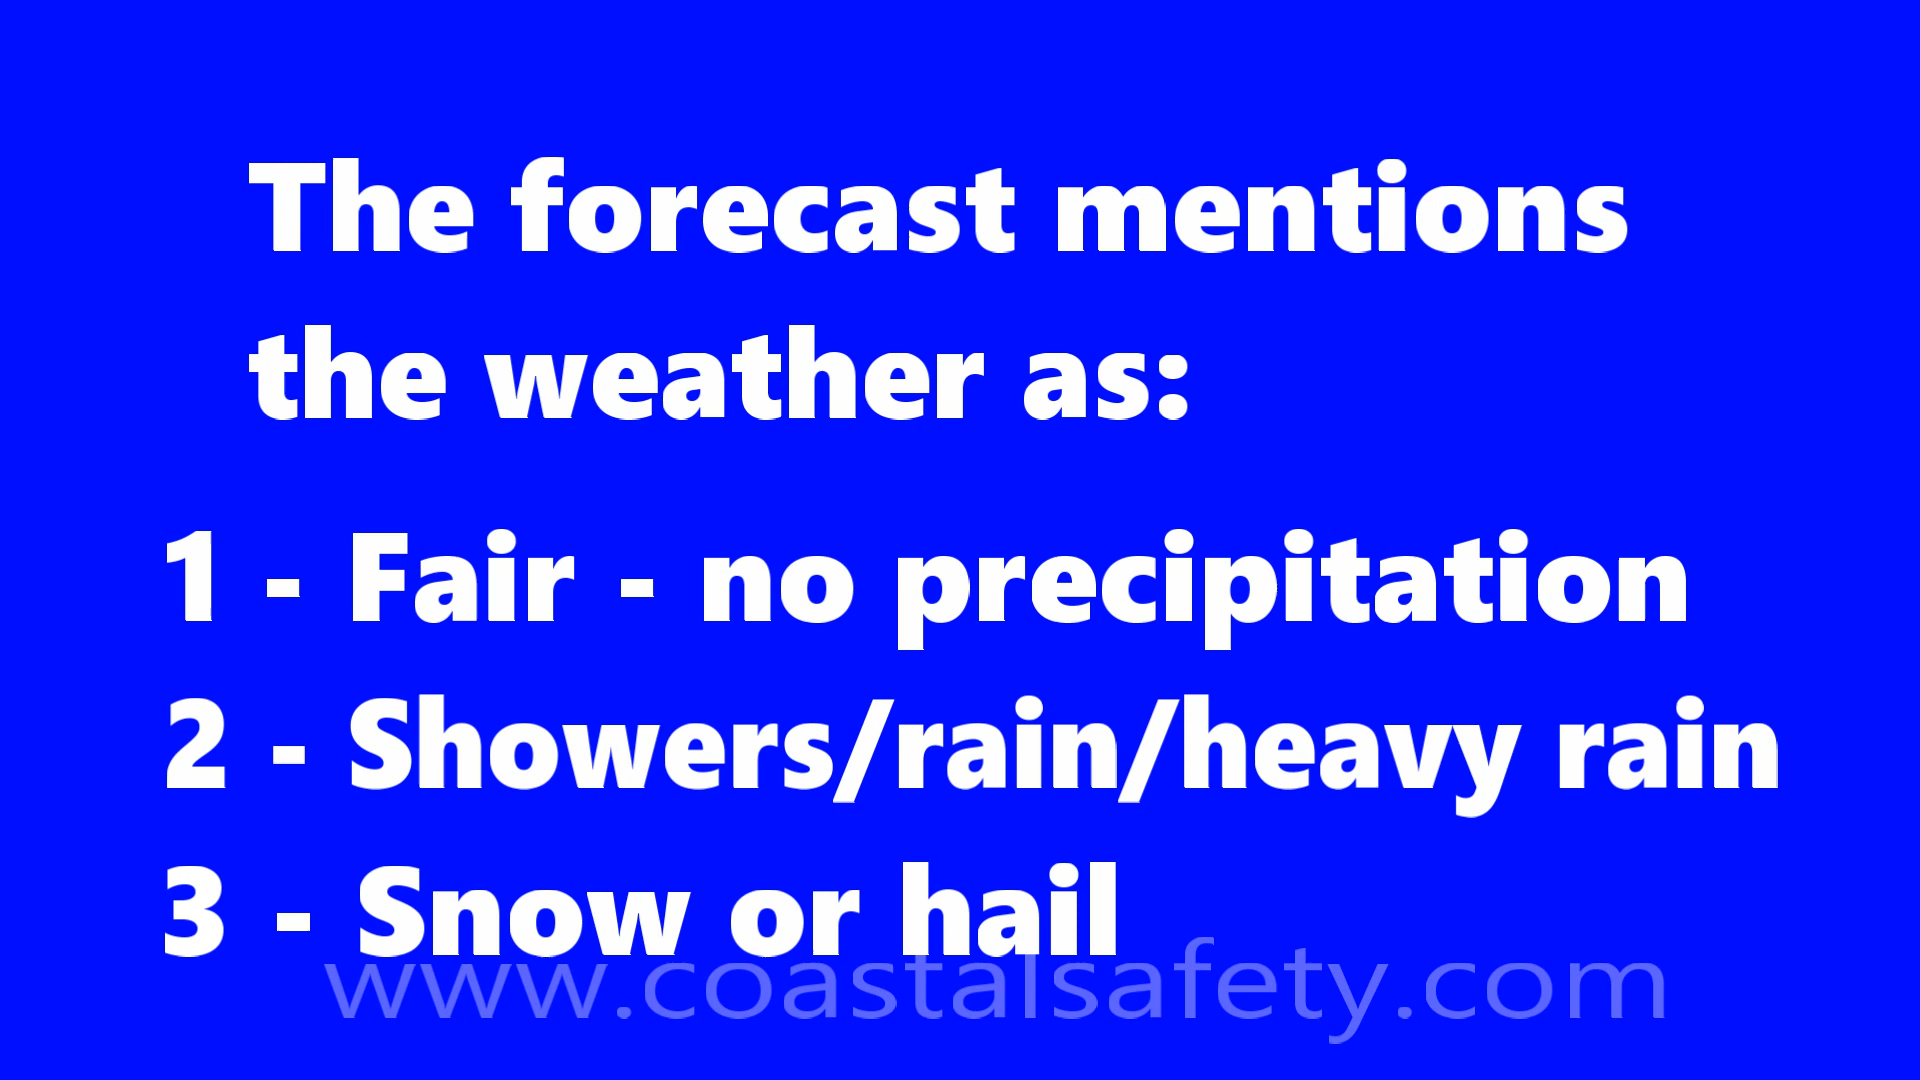 The forecast mentions
the weather as:
1 - Fair - no precipitation
2 - Showers/rain/heavy rain
3 - Snow or hail
www.coastalsafety.com